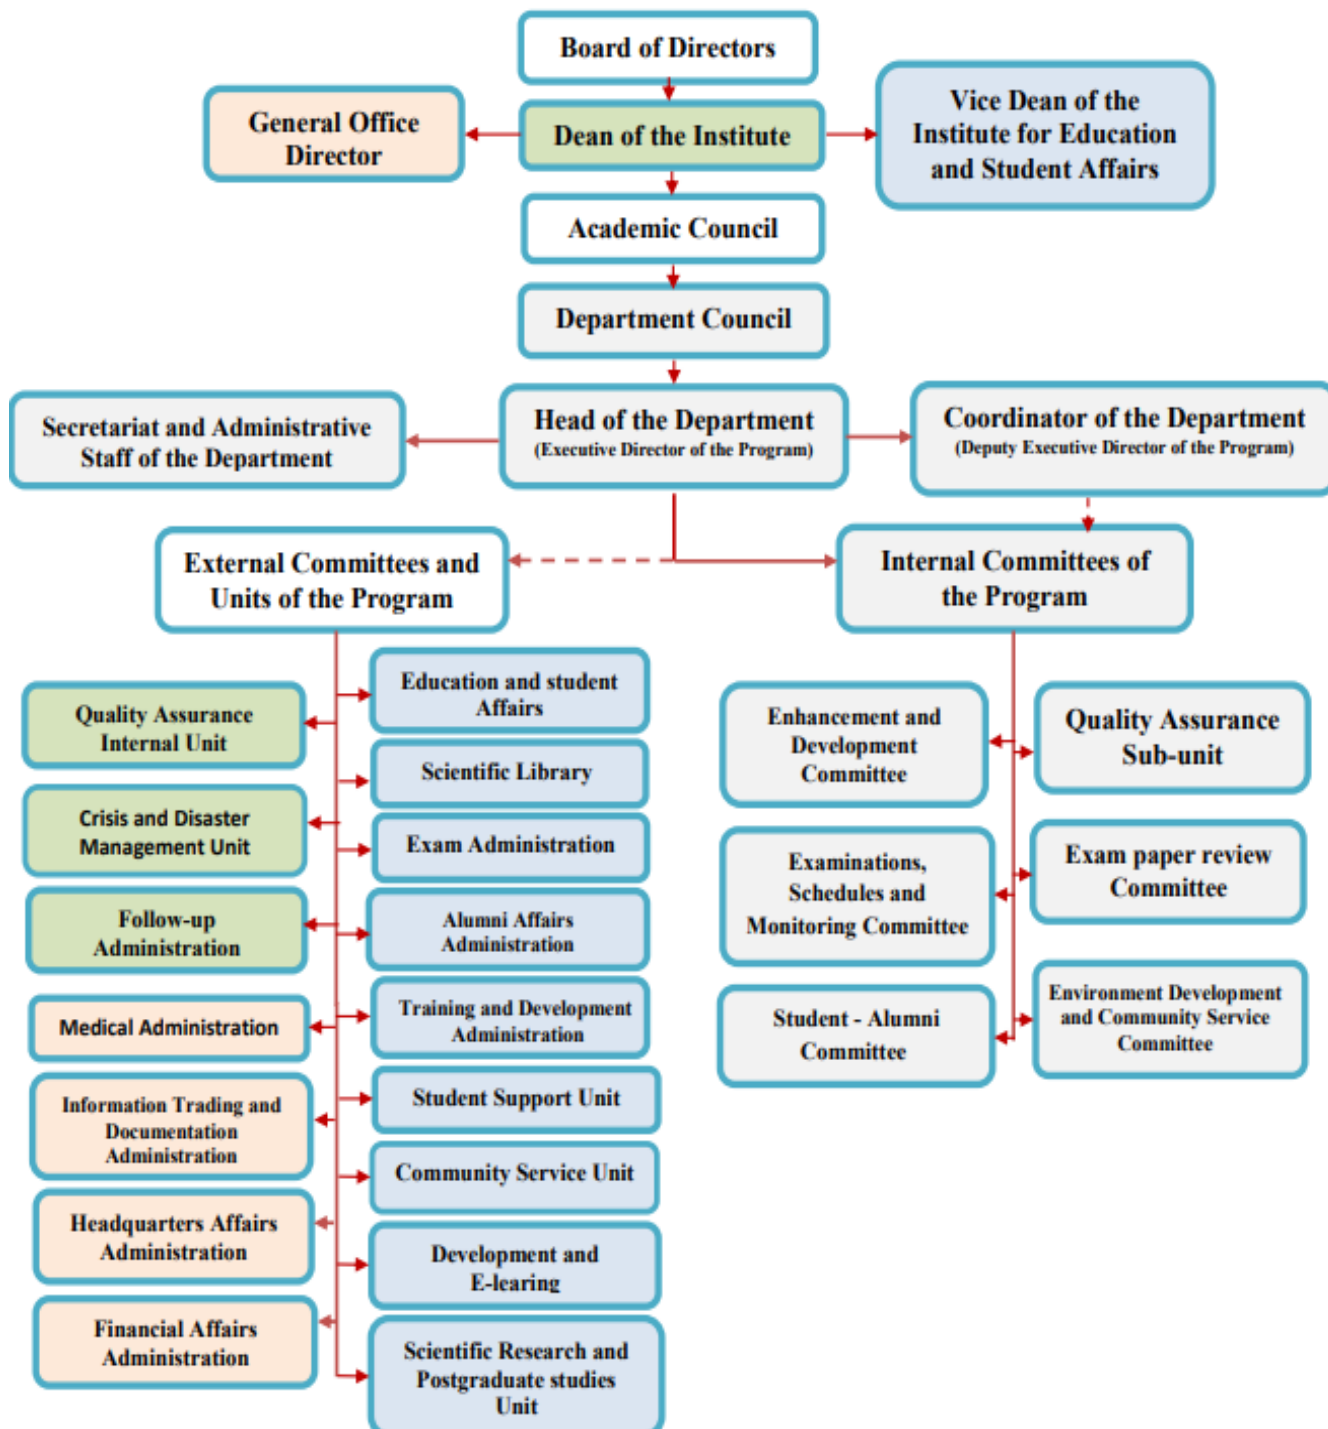 Board of Directors
General Office
Director
Dean of the Institute
Vice Dean of the
Institute for Education
and Student Affairs
Academic Council
Department Council
Secretariat and Administrative
Staff of the Department
Head of the Department
(Executive Director of the Program)
Coordinator of the Department
(Deputy Executive Director of the Program)
External Committees and
Units of the Program
Internal Committees of
the Program
Quality Assurance
Internal Unit
Crisis and Disaster
Management Unit
Follow-up
Administration
Medical Administration
Information Trading and
Documentation
Administration
Headquarters Affairs
Administration
Financial Affairs
Administration
Education and student
Affairs
Scientific Library
Exam Administration
Alumni Affairs
Administration
Training and Development
Administration
Student Support Unit
Community Service Unit
Development and
E-learing
Scientific Research and
Postgraduate studies
Unit
Enhancement and
Development
Committee
Examinations,
Schedules and
Monitoring Committee
Student - Alumni
Committee
Quality Assurance
Sub-unit
Exam paper review
Committee
Environment Development
and Community Service
Committee